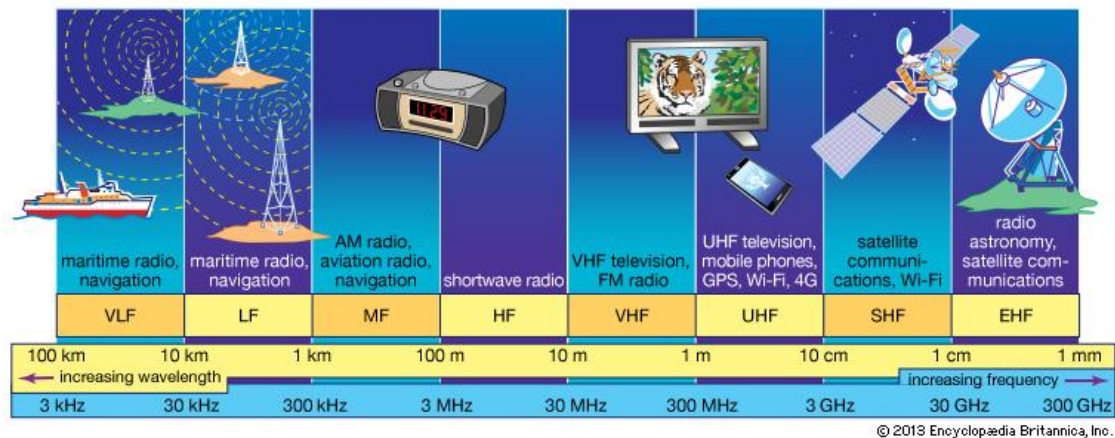 11:29
maritime radio,
navigation
maritime radio,
navigation
AM radio,
aviation radio,
navigation
shortwave radio
VHF television,
FM radio
UHF television,
mobile phones,
GPS, Wi-Fi, 4G
satellite
communi-
cations, Wi-Fi
radio
astronomy,
satellite com-
munications
VLF LF MF HF VHF UHF SHF EHF
100 km 10 km 1 km 100 m 10 m 1 m 10 cm 1 cm 1 mm
increasing wavelength increasing frequency
3 kHz 30 kHz 300 kHz 3 MHz 30 MHz 300 MHz 3 GHz 30 GHz 300 GHz
© 2013 Encyclopædia Britannica, Inc.